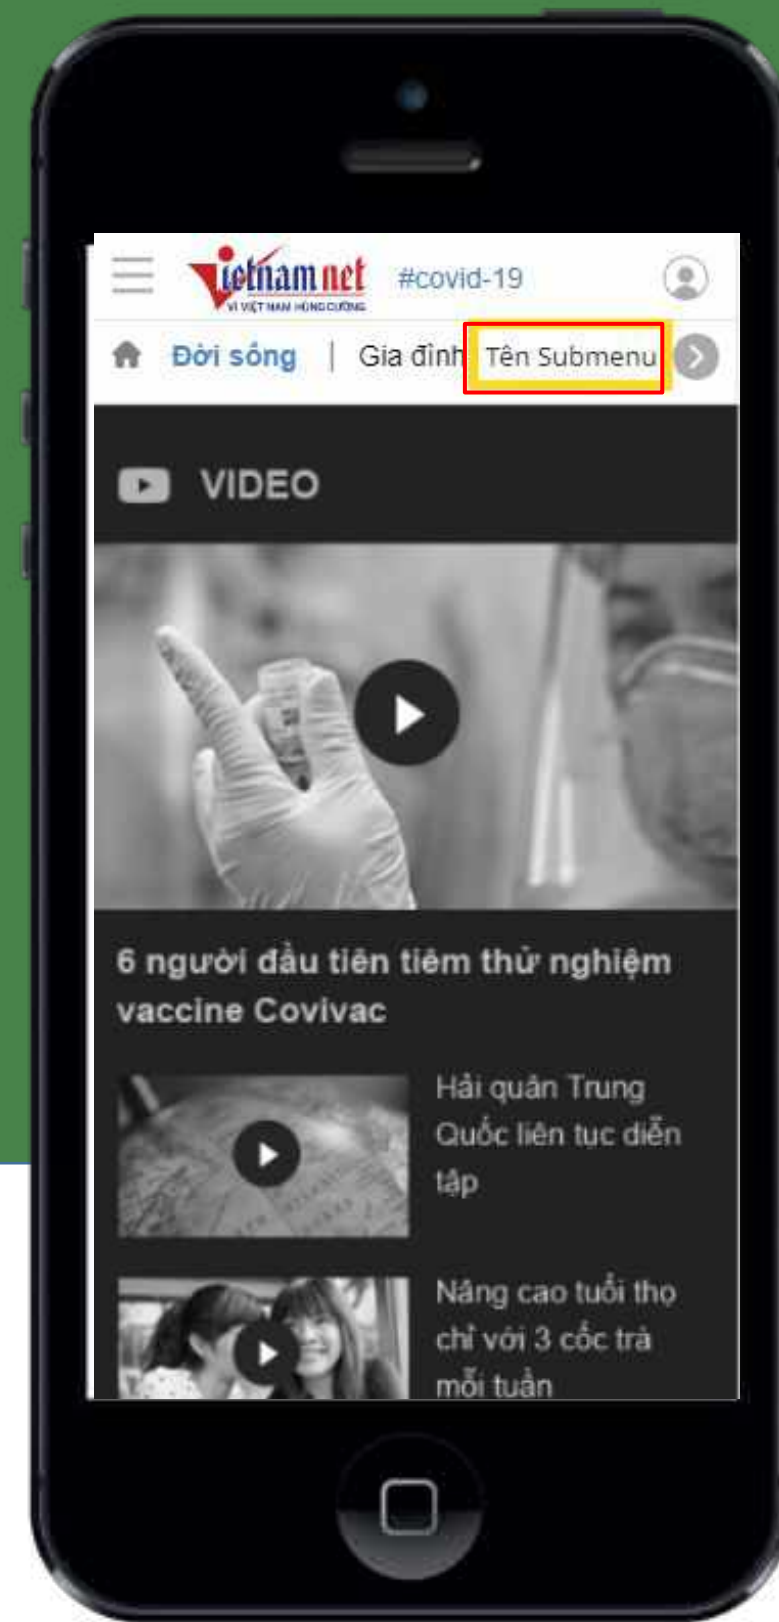 Vietnamnet
VÌ VIỆT NAM HÙNG CƯỜNG
#covid-19
Đời sống | Gia đình Tên Submenu
VIDEO
6 người đầu tiên tiêm thử nghiệm
vaccine Covivac
Hải quân Trung
Quốc liên tục diễn
tập
Nâng cao tuổi thọ
chỉ với 3 cốc trà
mỗi tuần